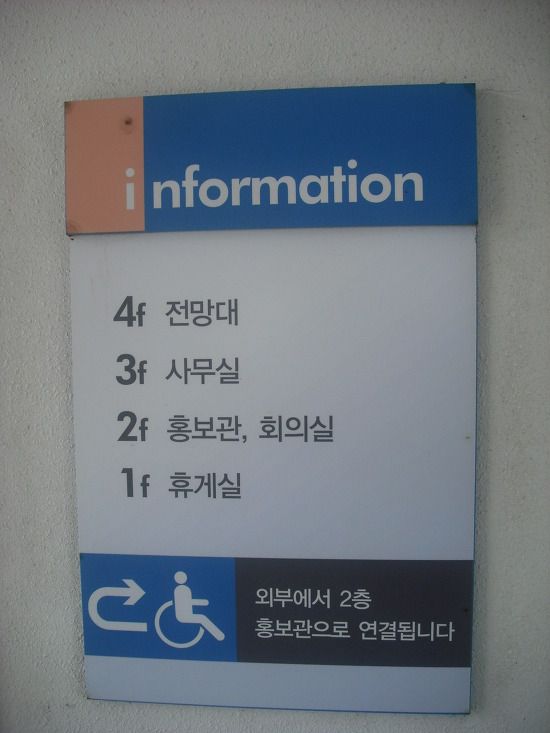 information
4f 전망대
3f 사무실
2f 홍보관, 회의실
1f 휴게실
외부에서 2층
홍보관으로 연결됩니다